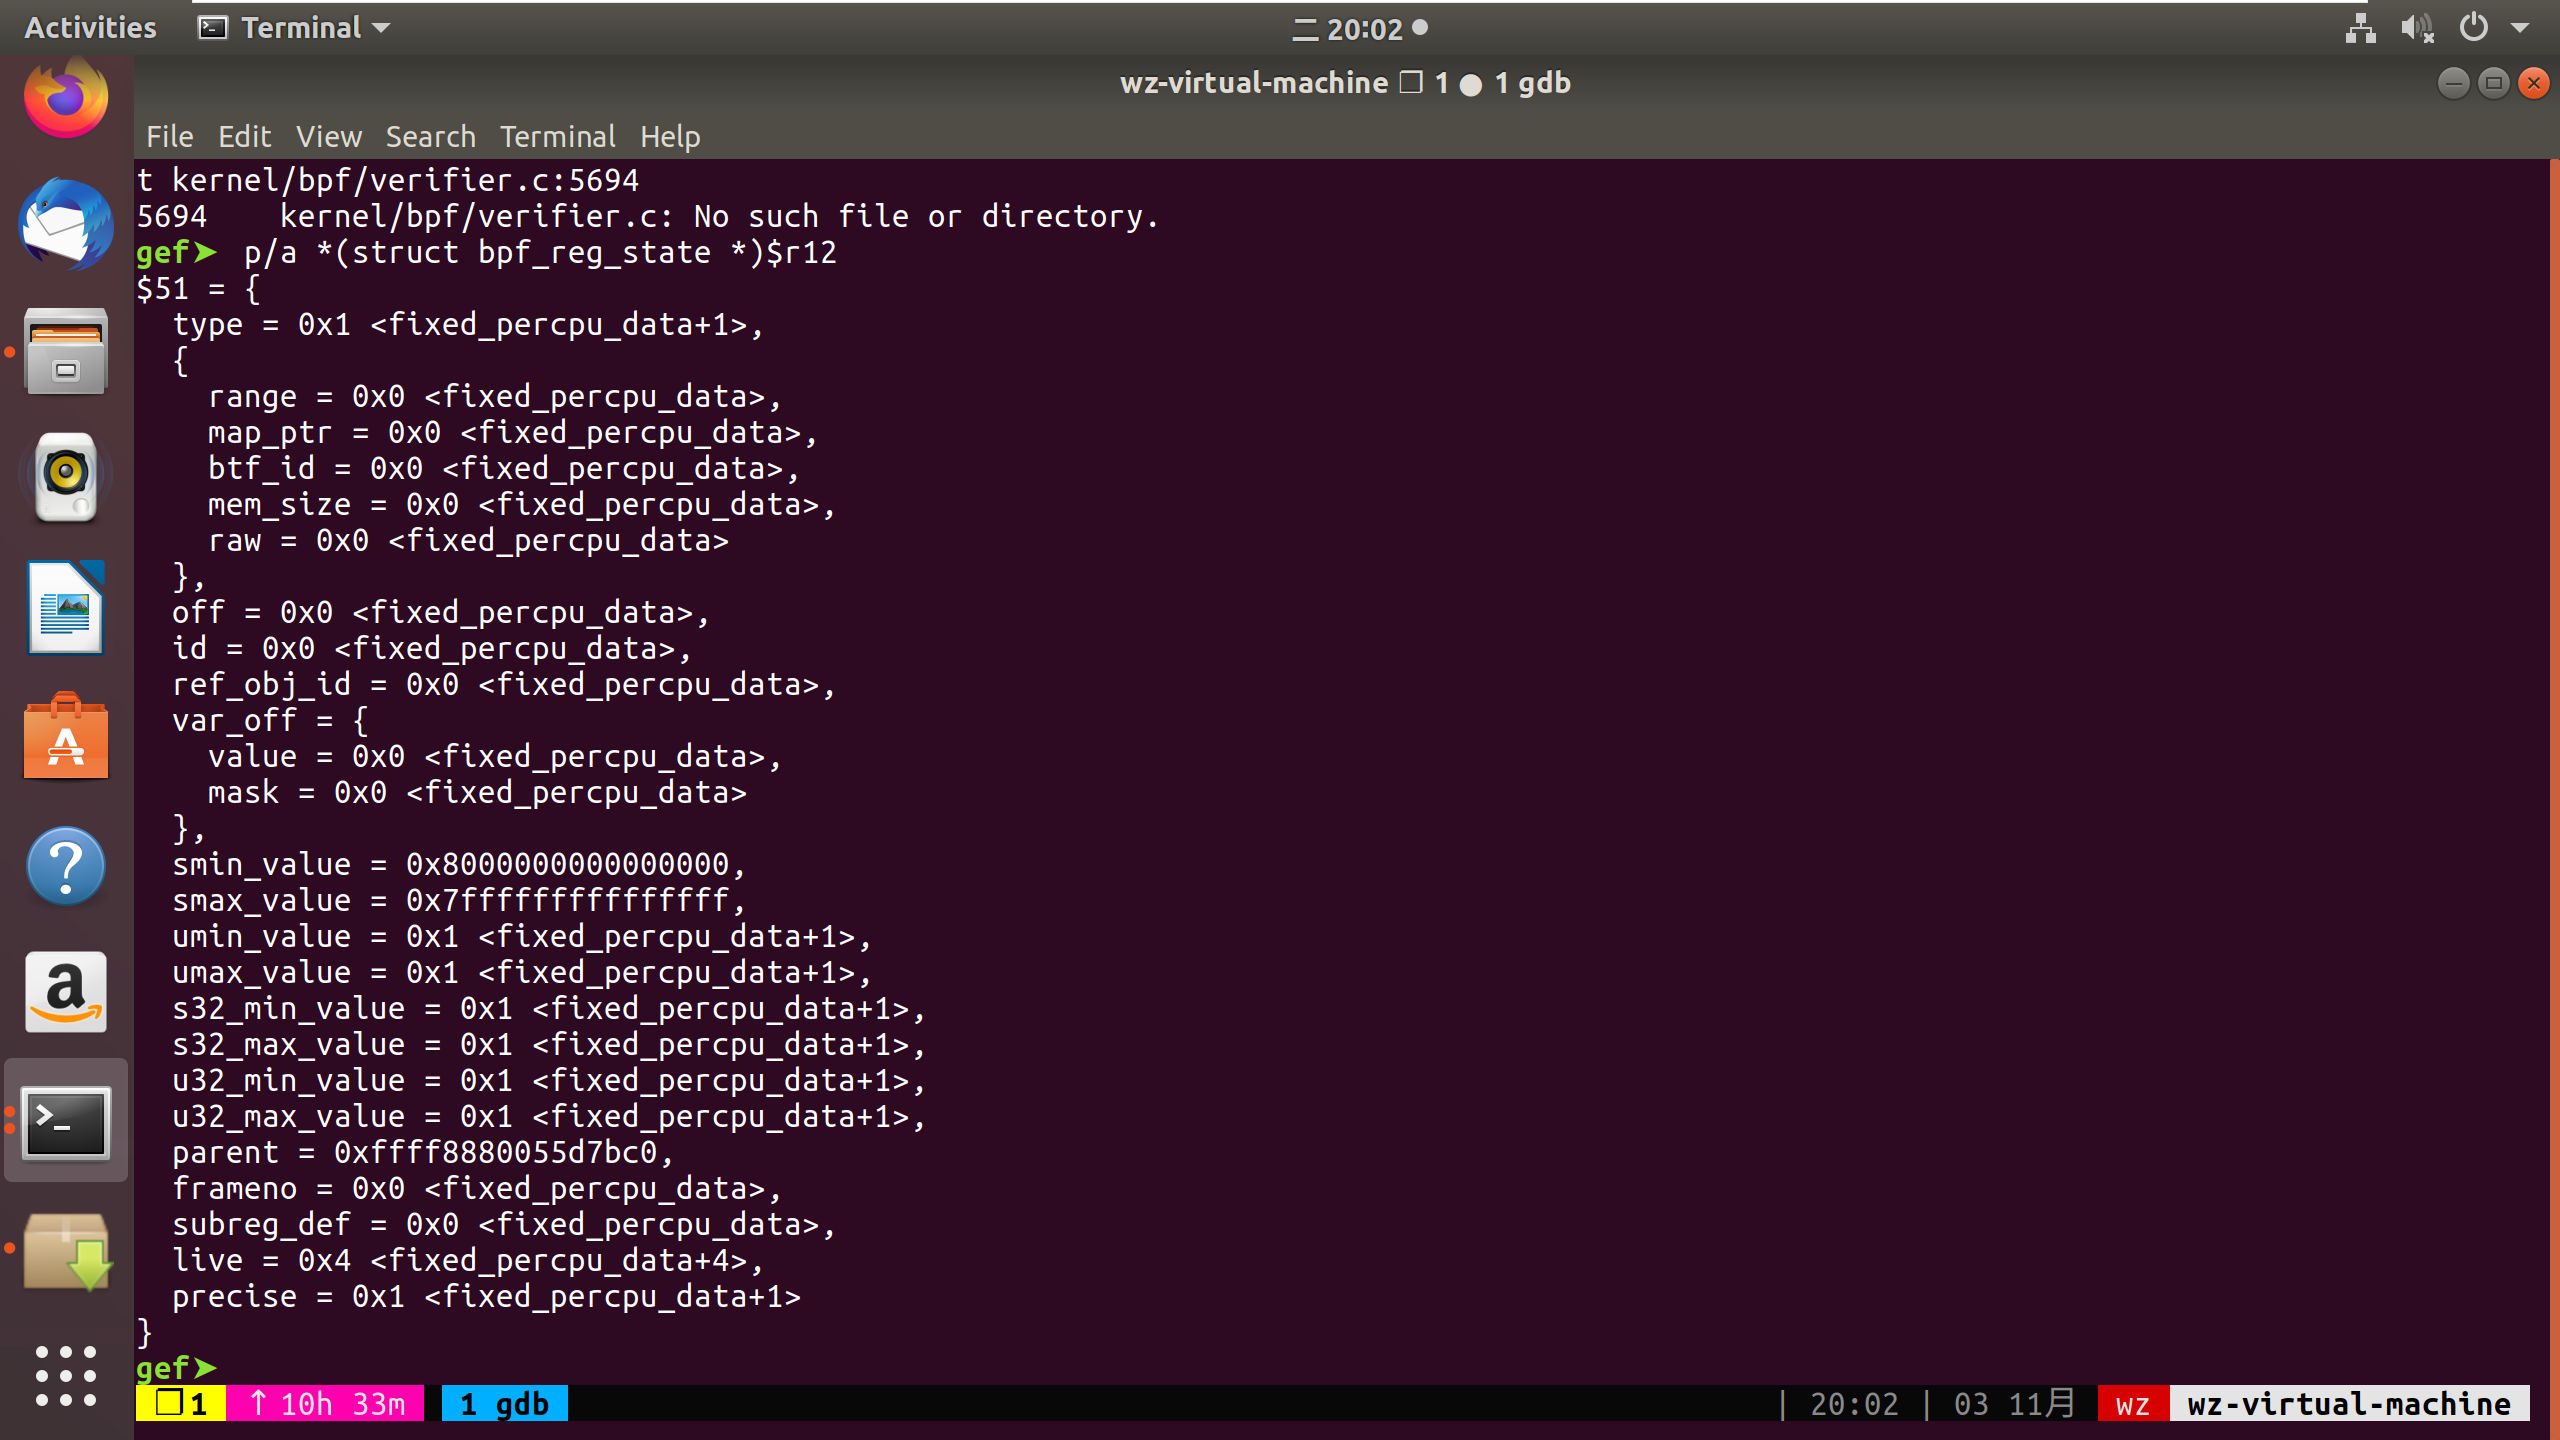 Activities
Terminal
二 20:02
wz-virtual-machine ❐ 1 ● 1 gdb
File Edit View Search Terminal Help
t kernel/bpf/verifier.c:5694
5694    kernel/bpf/verifier.c: No such file or directory.
gef➤  p/a *(struct bpf_reg_state *)$r12
$51 = {
  type = 0x1 <fixed_percpu_data+1>,
  {
    range = 0x0 <fixed_percpu_data>,
    map_ptr = 0x0 <fixed_percpu_data>,
    btf_id = 0x0 <fixed_percpu_data>,
    mem_size = 0x0 <fixed_percpu_data>,
    raw = 0x0 <fixed_percpu_data>
  },
  off = 0x0 <fixed_percpu_data>,
  id = 0x0 <fixed_percpu_data>,
  ref_obj_id = 0x0 <fixed_percpu_data>,
  var_off = {
    value = 0x0 <fixed_percpu_data>,
    mask = 0x0 <fixed_percpu_data>
  },
  smin_value = 0x8000000000000000,
  smax_value = 0x7fffffffffffffff,
  umin_value = 0x1 <fixed_percpu_data+1>,
  umax_value = 0x1 <fixed_percpu_data+1>,
  s32_min_value = 0x1 <fixed_percpu_data+1>,
  s32_max_value = 0x1 <fixed_percpu_data+1>,
  u32_min_value = 0x1 <fixed_percpu_data+1>,
  u32_max_value = 0x1 <fixed_percpu_data+1>,
  parent = 0xffff8880055d7bc0,
  frameno = 0x0 <fixed_percpu_data>,
  subreg_def = 0x0 <fixed_percpu_data>,
  live = 0x4 <fixed_percpu_data+4>,
  precise = 0x1 <fixed_percpu_data+1>
}
gef➤
❐ 1  ↑ 10h 33m  1 gdb  | 20:02 | 03 11月  wz  wz-virtual-machine